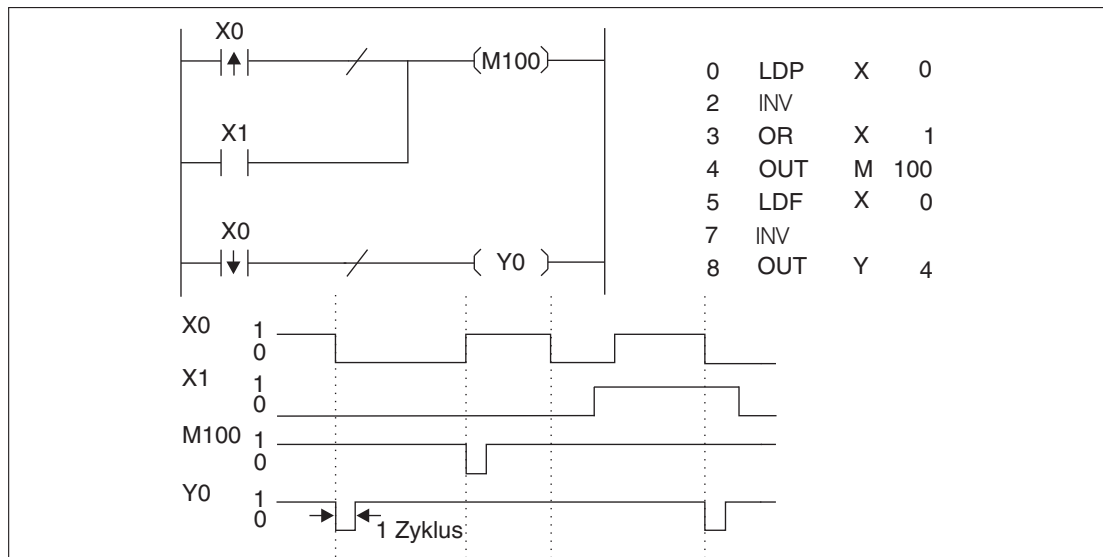 X0
M100
X1
X0
Y0
0 LDP X 0
2 INV
3 OR X 1
4 OUT M 100
5 LDF X 0
7 INV
8 OUT Y 4
X0 1
0
X1 1
0
M100 1
0
Y0 1
0
1 Zyklus